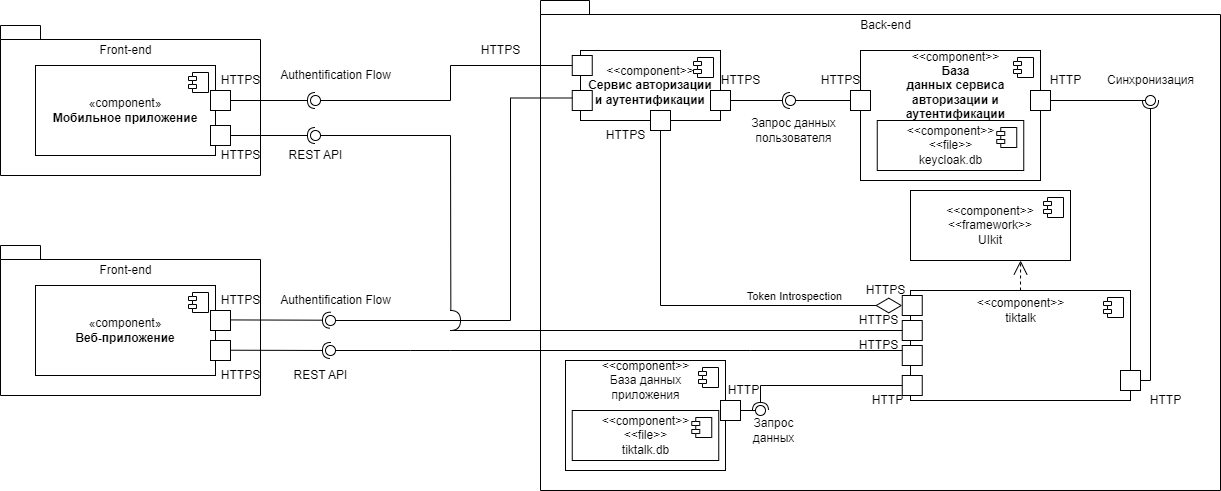 Front-end
«component»
Мобильное приложение
HTTPS
HTTPS
Authentification Flow
REST API
HTTPS
Front-end
«component»
Веб-приложение
HTTPS
HTTPS
Authentification Flow
REST API
Back-end
<<component>>
Сервис авторизации
и аутентификации
HTTPS
HTTPS
Запрос данных
пользователя
HTTPS
<<component>>
База
данных сервиса
авторизации и
аутентификации
<<component>>
<<file>>
keycloak.db
HTTP
Синхронизация
<<component>>
<<framework>>
UIkit
Token Introspection
HTTPS
HTTPS
HTTPS
HTTP
<<component>>
tiktalk
HTTP
<<component>>
База данных
приложения
<<component>>
<<file>>
tiktalk.db
HTTP
Запрос
данных